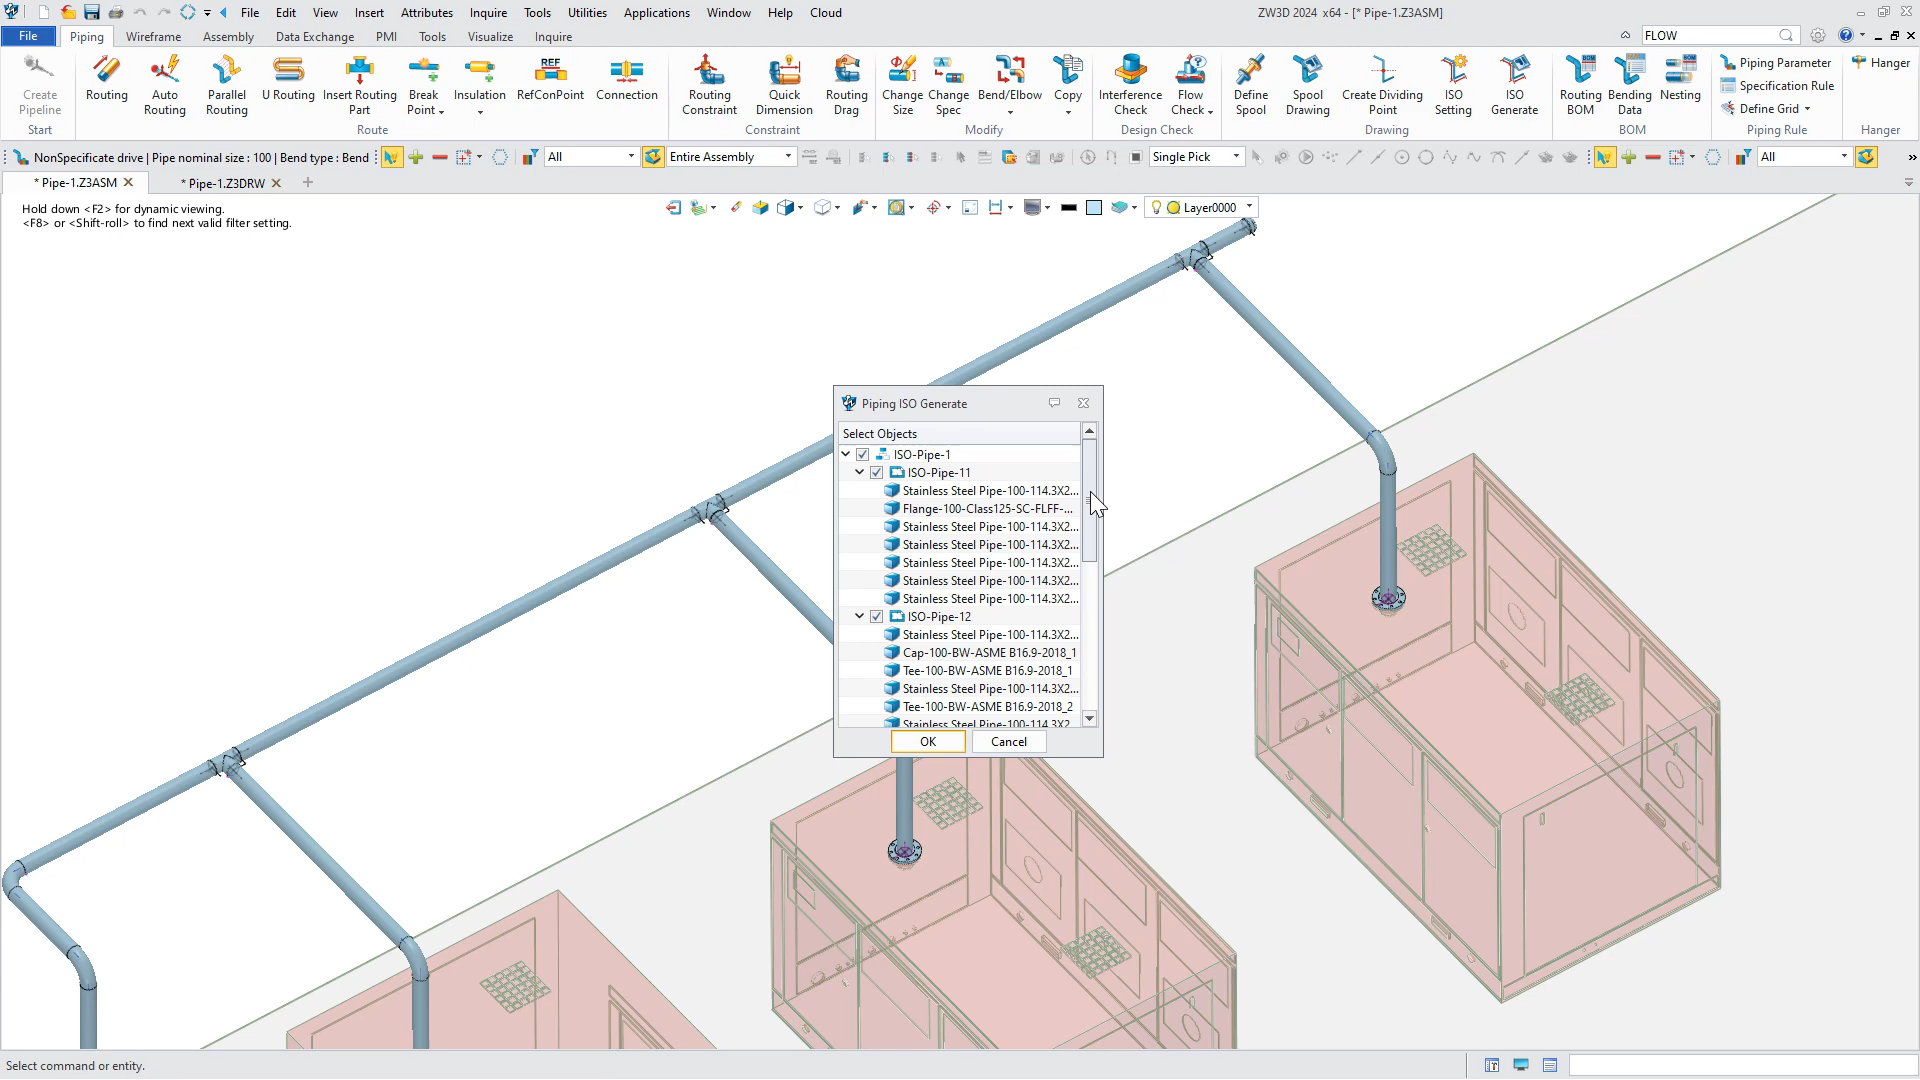 File Edit View Insert Attributes Inquire Tools Utilities Applications Window Help Cloud
ZW3D 2024 x64 - [* Pipe-1.Z3ASM]
File Piping Wireframe Assembly Data Exchange PMI Tools Visualize Inquire
FLOW
Create Pipeline
Routing
Auto Routing
Parallel Routing
U Routing
Insert Routing Part
Break Point
Insulation
REF
RefConPoint
Connection
Routing Constraint
Quick Dimension
Routing Drag
Change Size
Change Spec
Bend/Elbow
Copy
Interference Check
Flow Check
Define Spool
Spool Drawing
Create Dividing Point
ISO Setting
ISO Generate
Routing BOM
Bending Data
Nesting
Piping Parameter
Specification Rule
Define Grid
Hanger
Start Route Constraint Modify Design Check Drawing BOM Piping Rule Hanger
NonSpecificate drive | Pipe nominal size : 100 | Bend type : Bend
All
Entire Assembly
Single Pick
All
* Pipe-1.Z3ASM
* Pipe-1.Z3DRW
Hold down <F2> for dynamic viewing.
<F8> or <Shift-roll> to find next valid filter setting.
Layer0000
Piping ISO Generate
Select Objects
ISO-Pipe-1
ISO-Pipe-11
Stainless Steel Pipe-100-114.3X2...
Flange-100-Class125-SC-FLFF-...
Stainless Steel Pipe-100-114.3X2...
Stainless Steel Pipe-100-114.3X2...
Stainless Steel Pipe-100-114.3X2...
Stainless Steel Pipe-100-114.3X2...
Stainless Steel Pipe-100-114.3X2...
ISO-Pipe-12
Stainless Steel Pipe-100-114.3X2...
Cap-100-BW-ASME B16.9-2018_1
Tee-100-BW-ASME B16.9-2018_1
Stainless Steel Pipe-100-114.3X2...
Tee-100-BW-ASME B16.9-2018_2
Stainless Steel Pipe-100-114.3X2
OK Cancel
Select command or entity.